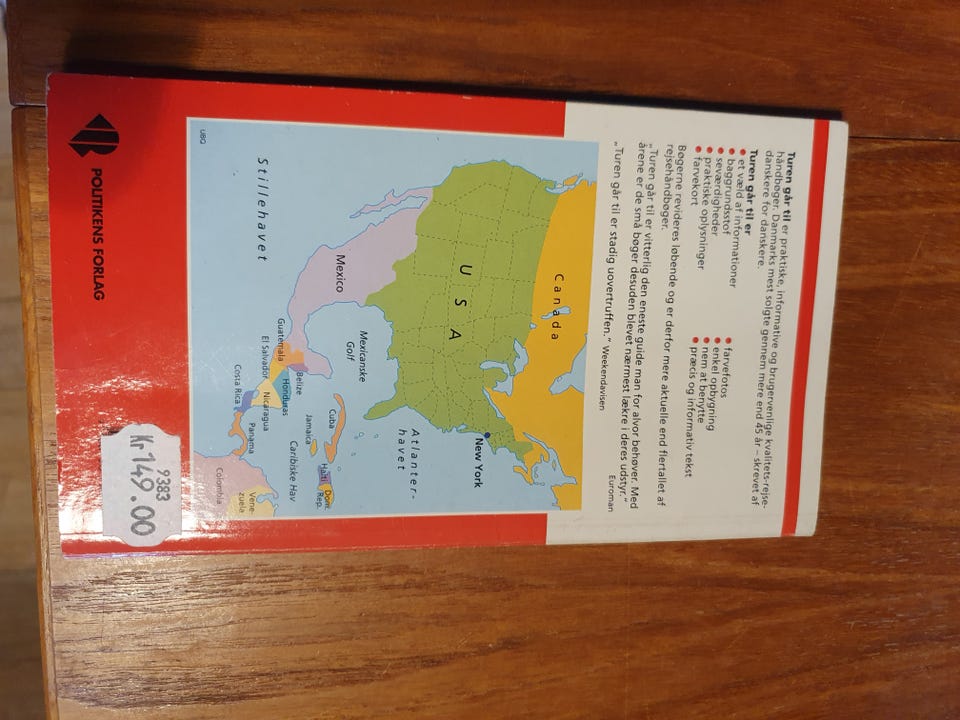 Turen går til er praktiske, informative og brugervenlige kvalitets-rejse-
håndbøger. Danmarks mest solgte gennem mere end 45 år – skrevet af
danskere for danskere.
Turen går til er
• et væld af informationer
• baggrundsstof
• seværdigheder
• praktiske oplysninger
• farvekort
• farvefotos
• enkel opbygning
• nem at benytte
• præcis og informativ tekst
Bøgerne revideres løbende og er derfor mere aktuelle end flertallet af
rejsehåndbøger.
„Turen går til er vitterlig den eneste guide man for alvor behøver. Med
årene er de små bøger desuden blevet nærmest lækre i deres udstyr.“ Euroman
„Turen går til er stadig uovertruffen.“ Weekendavisen
Canada
USA
New York
Atlanter-
havet
Mexicanske
Golf
Mexico
Cuba
Haiti
Dom.
Rep.
Jamaica
Belize
Caribiske Hav
Honduras
Guatemala
El Salvador
Nicaragua
Costa Rica
Panama
Vene-
zuela
Colombia
Stillehavet
UBG
POLITIKENS FORLAG
9383
Kr149.00